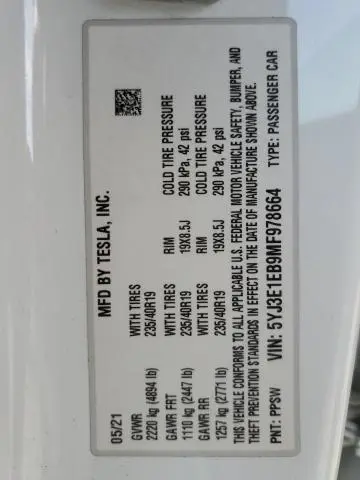 MFD BY TESLA, INC.
05/21
GVWR WITH TIRES RIM COLD TIRE PRESSURE
2220 kg (4894 lb) 235/40R19 19X8.5J 290 kPa, 42 psi
GAWR FRT WITH TIRES RIM COLD TIRE PRESSURE
1110 kg (2447 lb) 235/40R19 19X8.5J 290 kPa, 42 psi
GAWR RR
1257 kg (2771 lb)
THIS VEHICLE CONFORMS TO ALL APPLICABLE U.S. FEDERAL MOTOR VEHICLE SAFETY, BUMPER, AND
THEFT PREVENTION STANDARDS IN EFFECT ON THE DATE OF MANUFACTURE SHOWN ABOVE.
VIN: 5YJ3E1EB9MF978664
PNT: PPSW TYPE: PASSENGER CAR